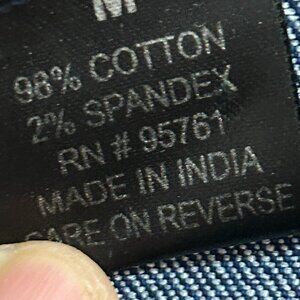 M
98% COTTON
2% SPANDEX
RN # 95761
MADE IN INDIA
CARE ON REVERSE